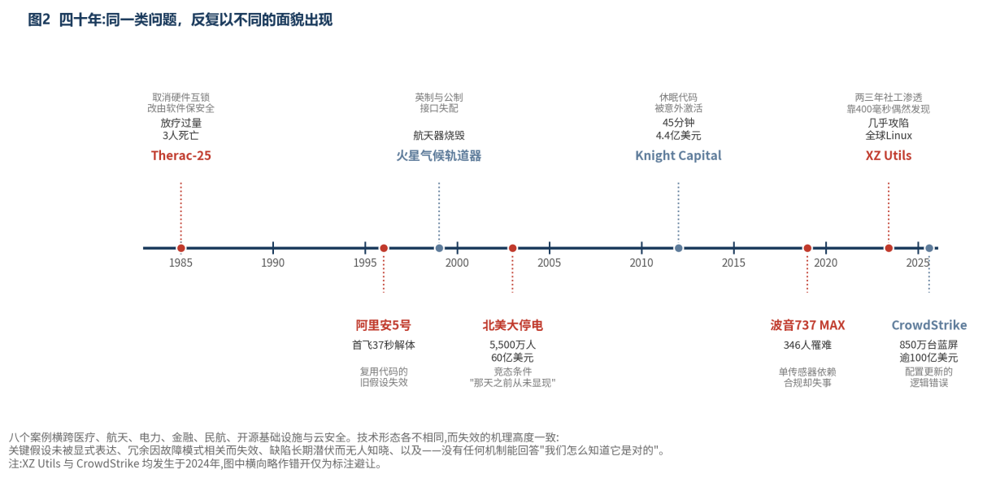 图2 四十年:同一类问题，反复以不同的面貌出现
取消硬件互锁
改由软件保安全
放疗过量
3人死亡
Therac-25
英制与公制
接口失配
航天器烧毁
火星气候轨道器
休眠代码
被意外激活
45分钟
4.4亿美元
Knight Capital
两三年社工渗透
靠400毫秒偶然发现
几乎攻陷
全球Linux
XZ Utils
1985
1990
1995
2000
2005
2010
2015
2020
2025
阿里安5号
首飞37秒解体
复用代码的
旧假设失效
北美大停电
5,500万人
60亿美元
竞态条件
"那天之前从未显现"
波音737 MAX
346人罹难
单传感器依赖
合规却失事
CrowdStrike
850万台蓝屏
逾100亿美元
配置更新的
逻辑错误
八个案例横跨医疗、航天、电力、金融、民航、开源基础设施与云安全。技术形态各不相同,而失效的机理高度一致:
关键假设未被显式表达、冗余因故障模式相关而失效、缺陷长期潜伏而无人知晓、以及——没有任何机制能回答"我们怎么知道它是对的"。
注:XZ Utils 与 CrowdStrike 均发生于2024年,图中横向略作错开仅为标注避让。